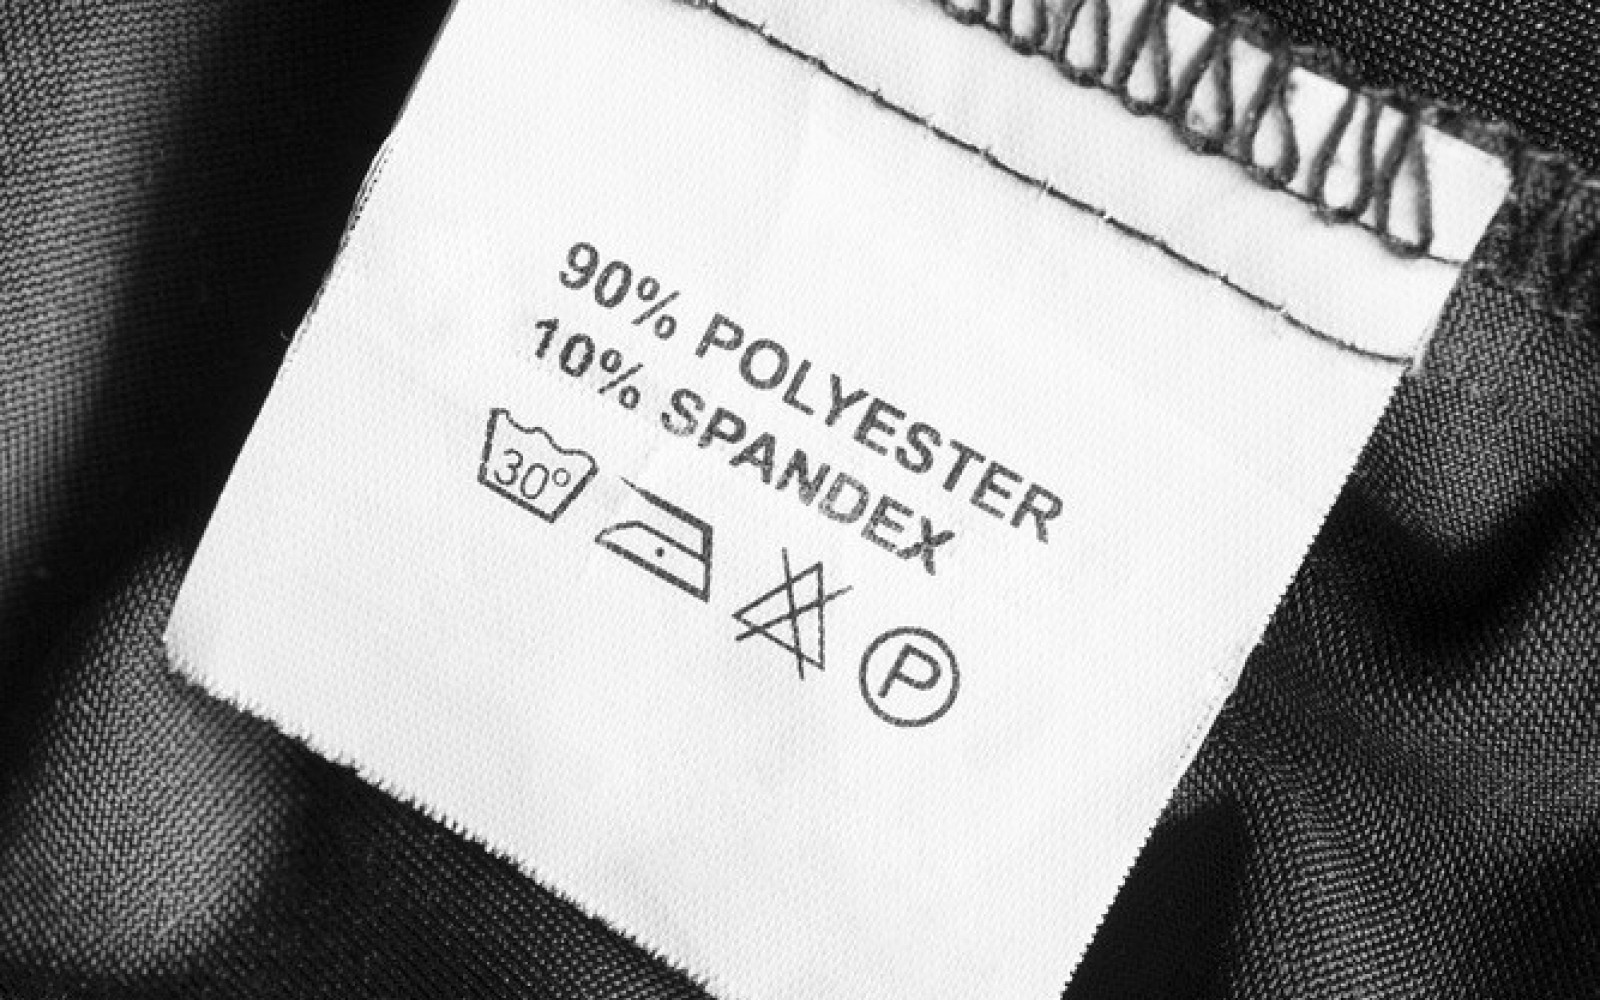 90% POLYESTER
10% SPANDEX
30° P